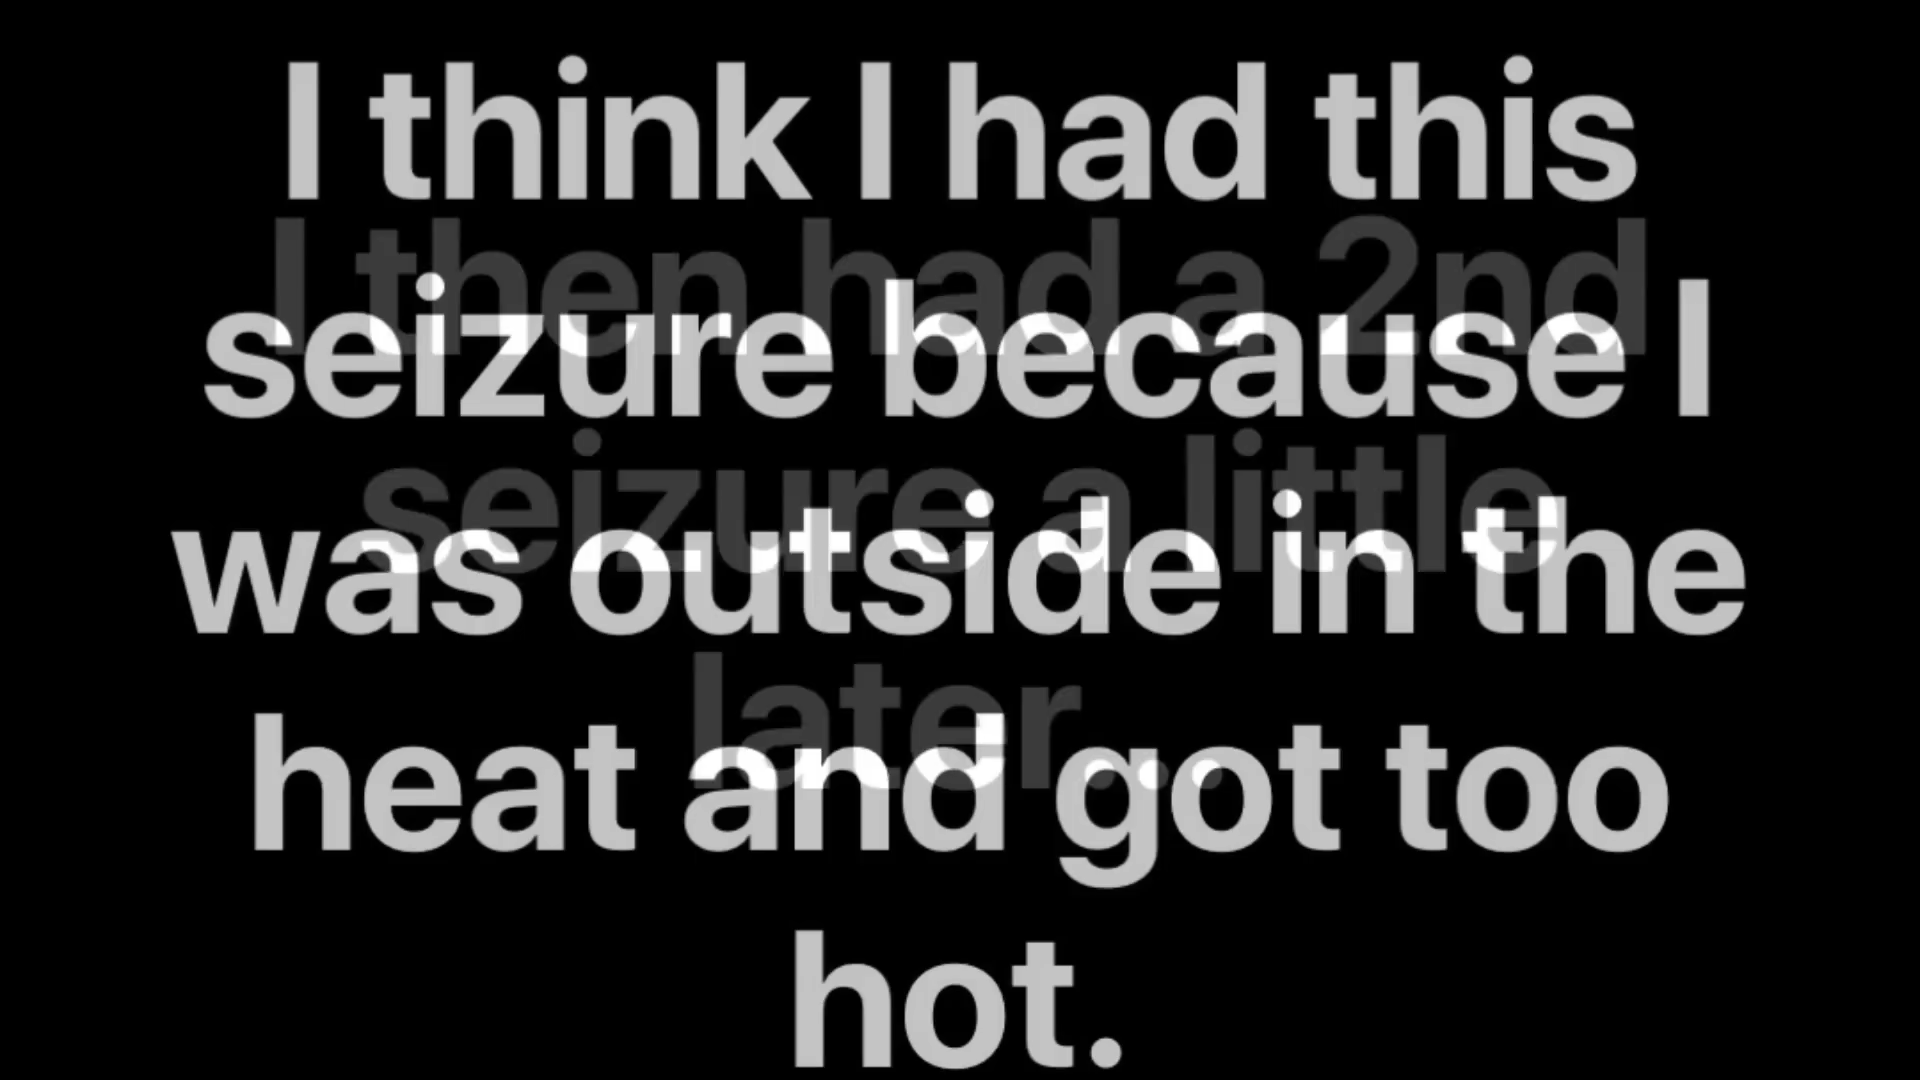 I think I had this
seizure because I
was outside in the
heat and got too
hot.
I then had a 2nd
seizure a little
later...